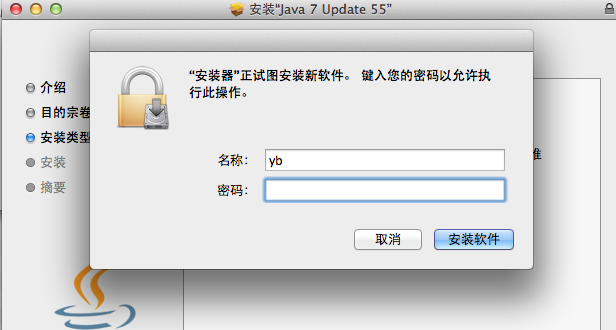 安装“Java 7 Update 55”
“安装器”正试图安装新软件。 键入您的密码以允许执
行此操作。
介绍
目的宗卷
安装类型
安装
摘要
准
名称：
yb
密码：
取消
安装软件